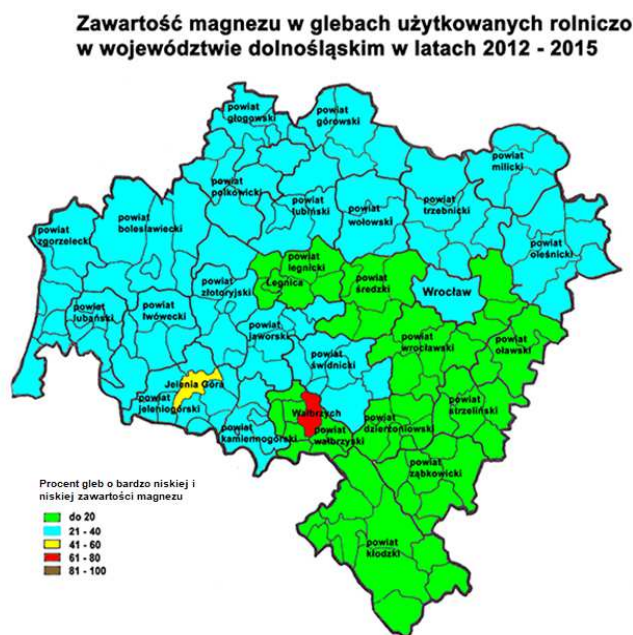 Zawartość magnezu w glebach użytkowanych rolniczo
w województwie dolnośląskim w latach 2012 - 2015
powiat
głogowski
powiat
górowski
powiat
milicki
powiat
polkowicki
powiat
lubiński
powiat
wołowski
powiat
trzebnicki
powiat
oleśnicki
powiat
zgorzelecki
powiat
bolesławiecki
powiat
legnicki
Legnica
powiat
średzki
Wrocław
powiat
złotoryjski
powiat
lubański
powiat
lwówecki
powiat
jaworski
powiat
świdnicki
powiat
wrocławski
powiat
oławski
Jelenia Góra
powiat
jeleniogórski
Wałbrzych
powiat
kamiennogórski
powiat
wałbrzyski
powiat
dzierżoniowski
powiat
strzeliński
powiat
ząbkowicki
powiat
kłodzki
Procent gleb o bardzo niskiej i
niskiej zawartości magnezu
do 20
21 - 40
41 - 60
61 - 80
81 - 100